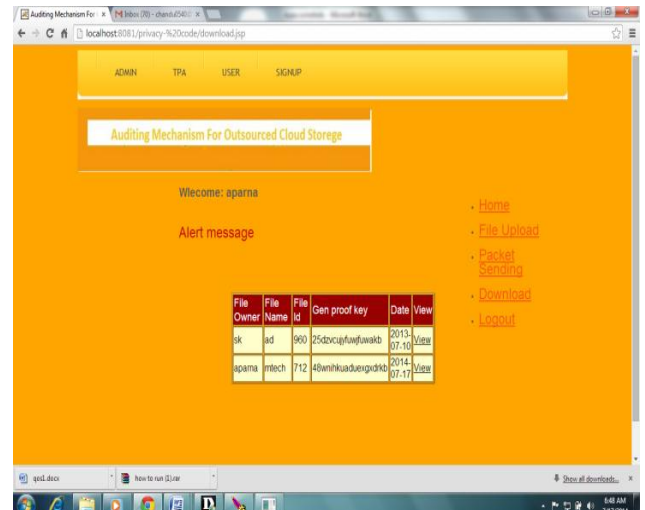 Auditing Mechanism For
Inbox (70) - chandu0540@
localhost:8081/privacy-%20code/download.jsp
ADMIN TPA USER SIGNUP
Auditing Mechanism For Outsourced Cloud Storege
Wlecome: aparna
Alert message
Home
File Upload
Packet
Sending
Download
Logout
File Owner File Name File Id Gen proof key Date View
sk ad 960 25dzvcujyfuwjfuwakb 2013-07-10 View
aparna mtech 712 48wnihkuaduexgxdrkb 2014-07-17 View
qes1.docx
how to run (1).rar
Show all downloads...
6:48 AM